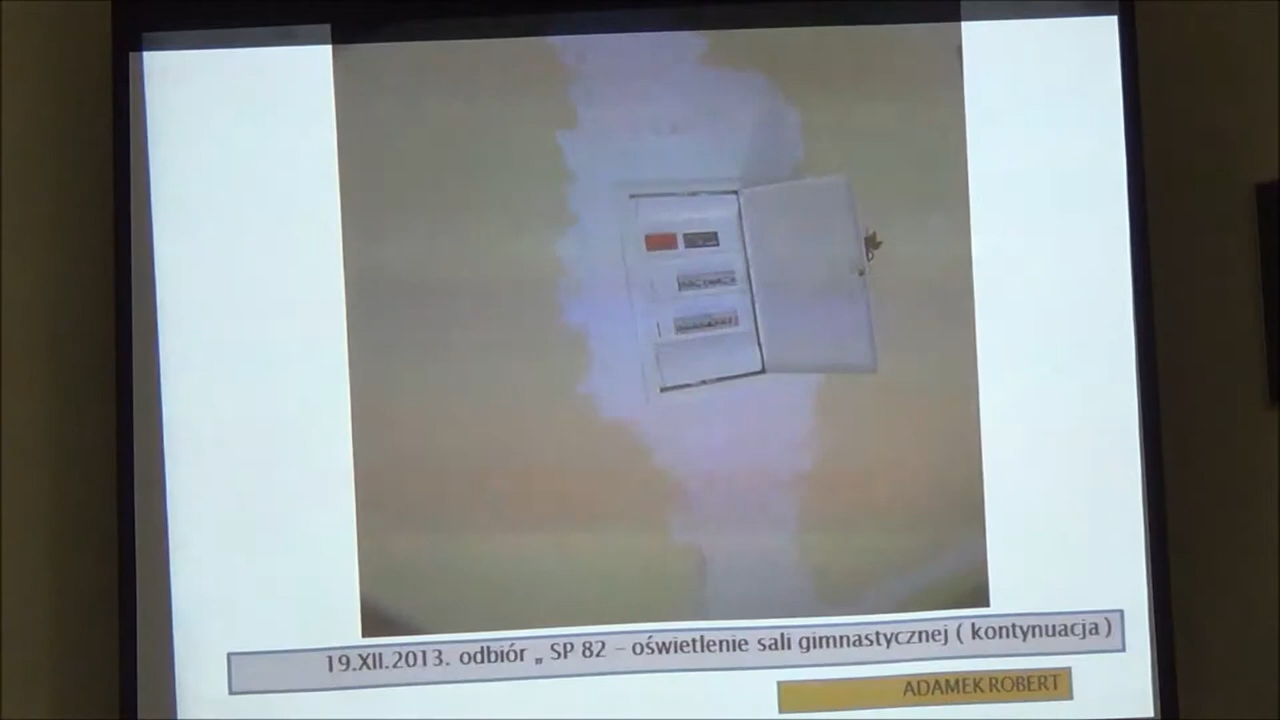 19.XII.2013. odbiór „ SP 82 – oświetlenie sali gimnastycznej ( kontynuacja )
ADAMEK ROBERT